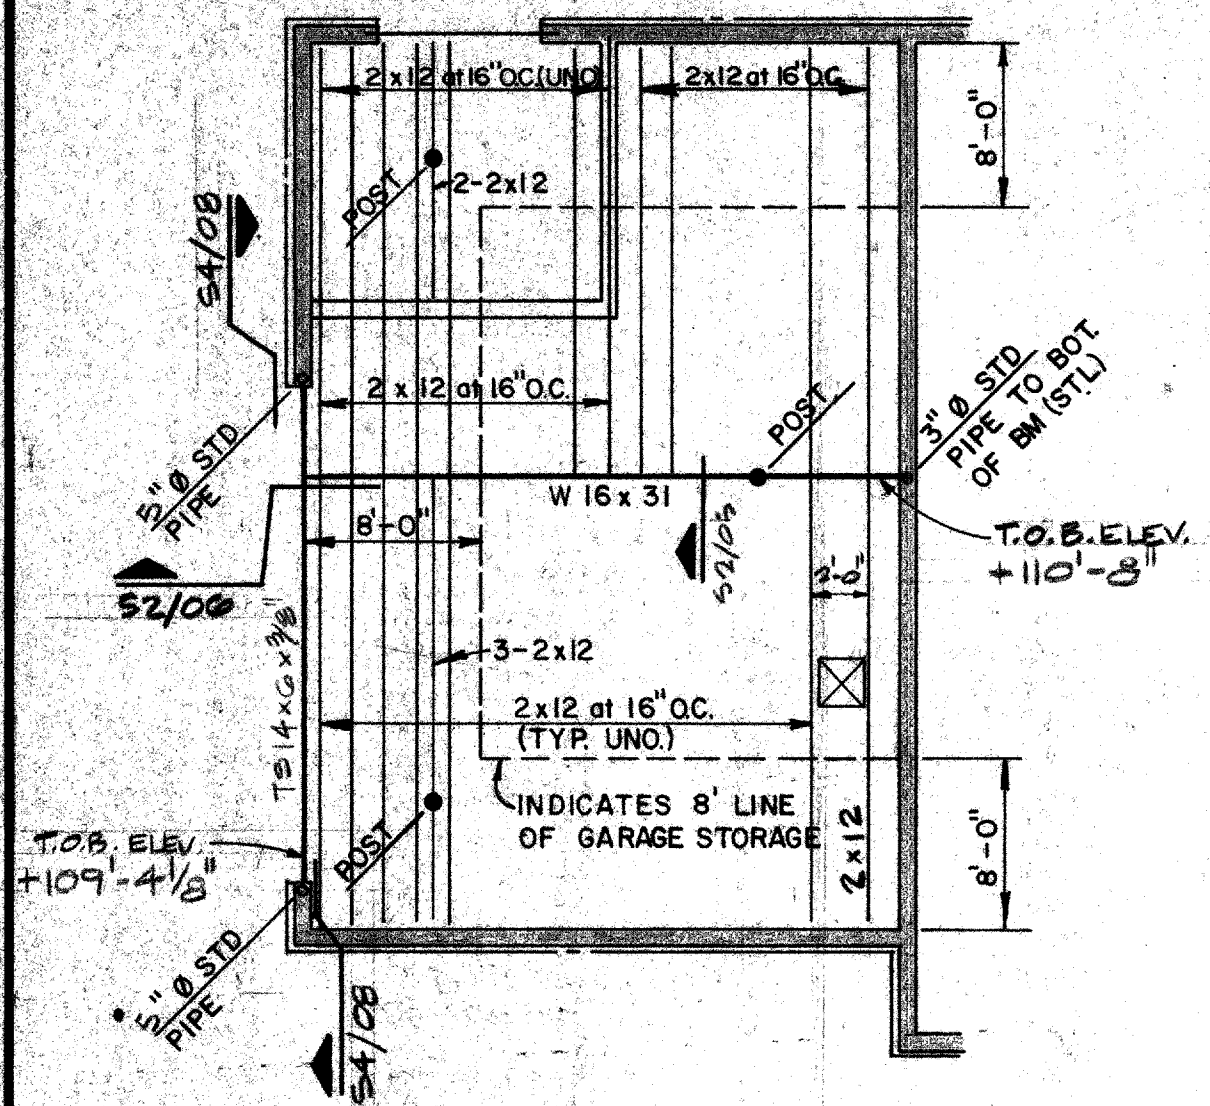 2 x 12 at 16" O.C. (UNO)
2x12 at 16" O.C.
8'-0"
POST
2-2x12
S4/08
2 x 12 at 16" O.C.
POST
3" Ø STD
PIPE TO BOT.
OF BM (STL)
5" Ø STD
PIPE
W 16 x 31
8'-0"
S2/05
T.O.B. ELEV.
+110'-8"
S2/06
TS 14x6x3/8"
3-2x12
2x12 at 16" O.C.
(TYP. UNO.)
INDICATES 8' LINE
OF GARAGE STORAGE
POST
2x12
8'-0"
T.O.B. ELEV.
+109'-4 1/8"
5" Ø STD
PIPE
S4/08